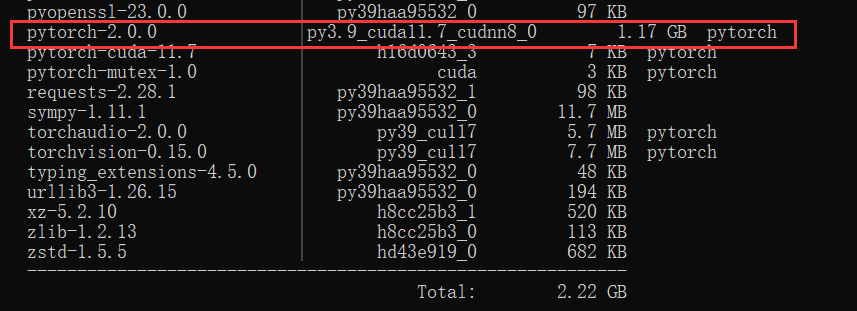 pyopenssl-23.0.0 | py39haa95532_0 97 KB
pytorch-2.0.0 | py3.9_cuda11.7_cudnn8_0 1.17 GB pytorch
pytorch-cuda-11.7 | h16d0643_3 7 KB pytorch
pytorch-mutex-1.0 | cuda 3 KB pytorch
requests-2.28.1 | py39haa95532_1 98 KB
sympy-1.11.1 | py39haa95532_0 11.7 MB
torchaudio-2.0.0 | py39_cu117 5.7 MB pytorch
torchvision-0.15.0 | py39_cu117 7.7 MB pytorch
typing_extensions-4.5.0 | py39haa95532_0 48 KB
urllib3-1.26.15 | py39haa95532_0 194 KB
xz-5.2.10 | h8cc25b3_1 520 KB
zlib-1.2.13 | h8cc25b3_0 113 KB
zstd-1.5.5 | hd43e919_0 682 KB
------------------------------------------------------------
Total: 2.22 GB